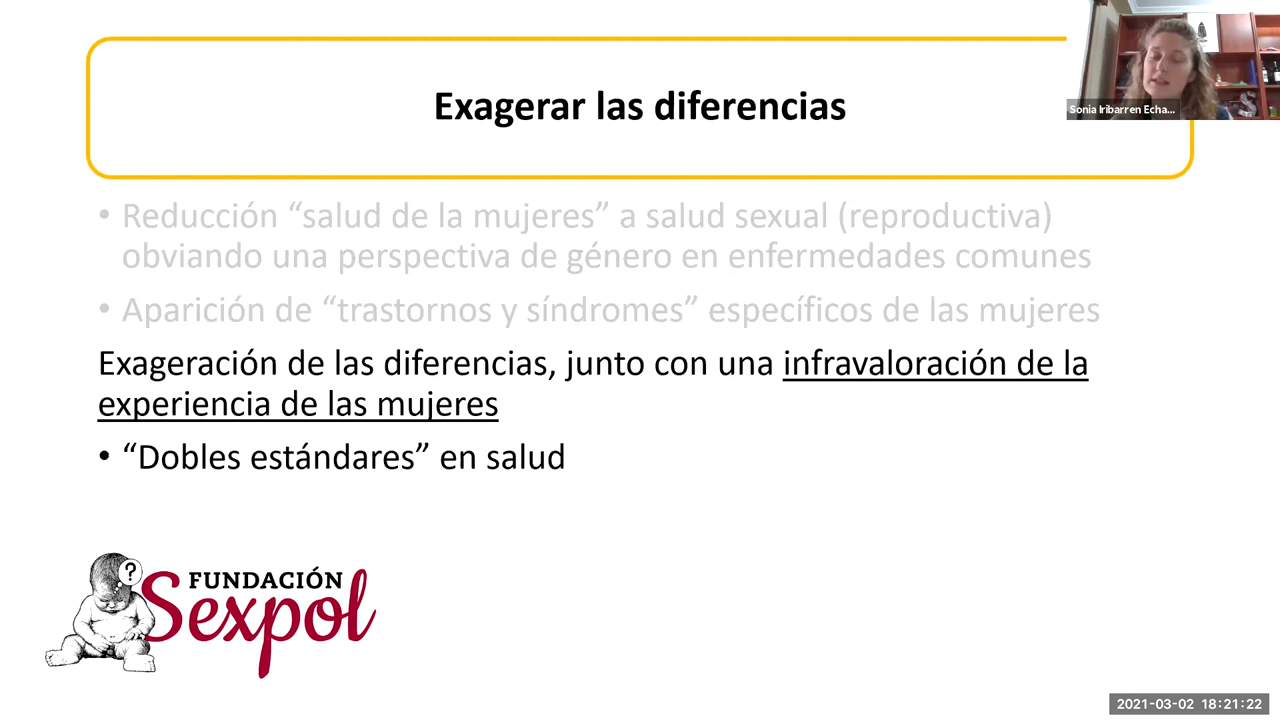 Exagerar las diferencias
Sonia Iribarren Echa...
• Reducción “salud de la mujeres” a salud sexual (reproductiva)
obviando una perspectiva de género en enfermedades comunes
• Aparición de “trastornos y síndromes” específicos de las mujeres
Exageración de las diferencias, junto con una infravaloración de la
experiencia de las mujeres
• “Dobles estándares” en salud
?
FUNDACIÓN
Sexpol
2021-03-02 18:21:22